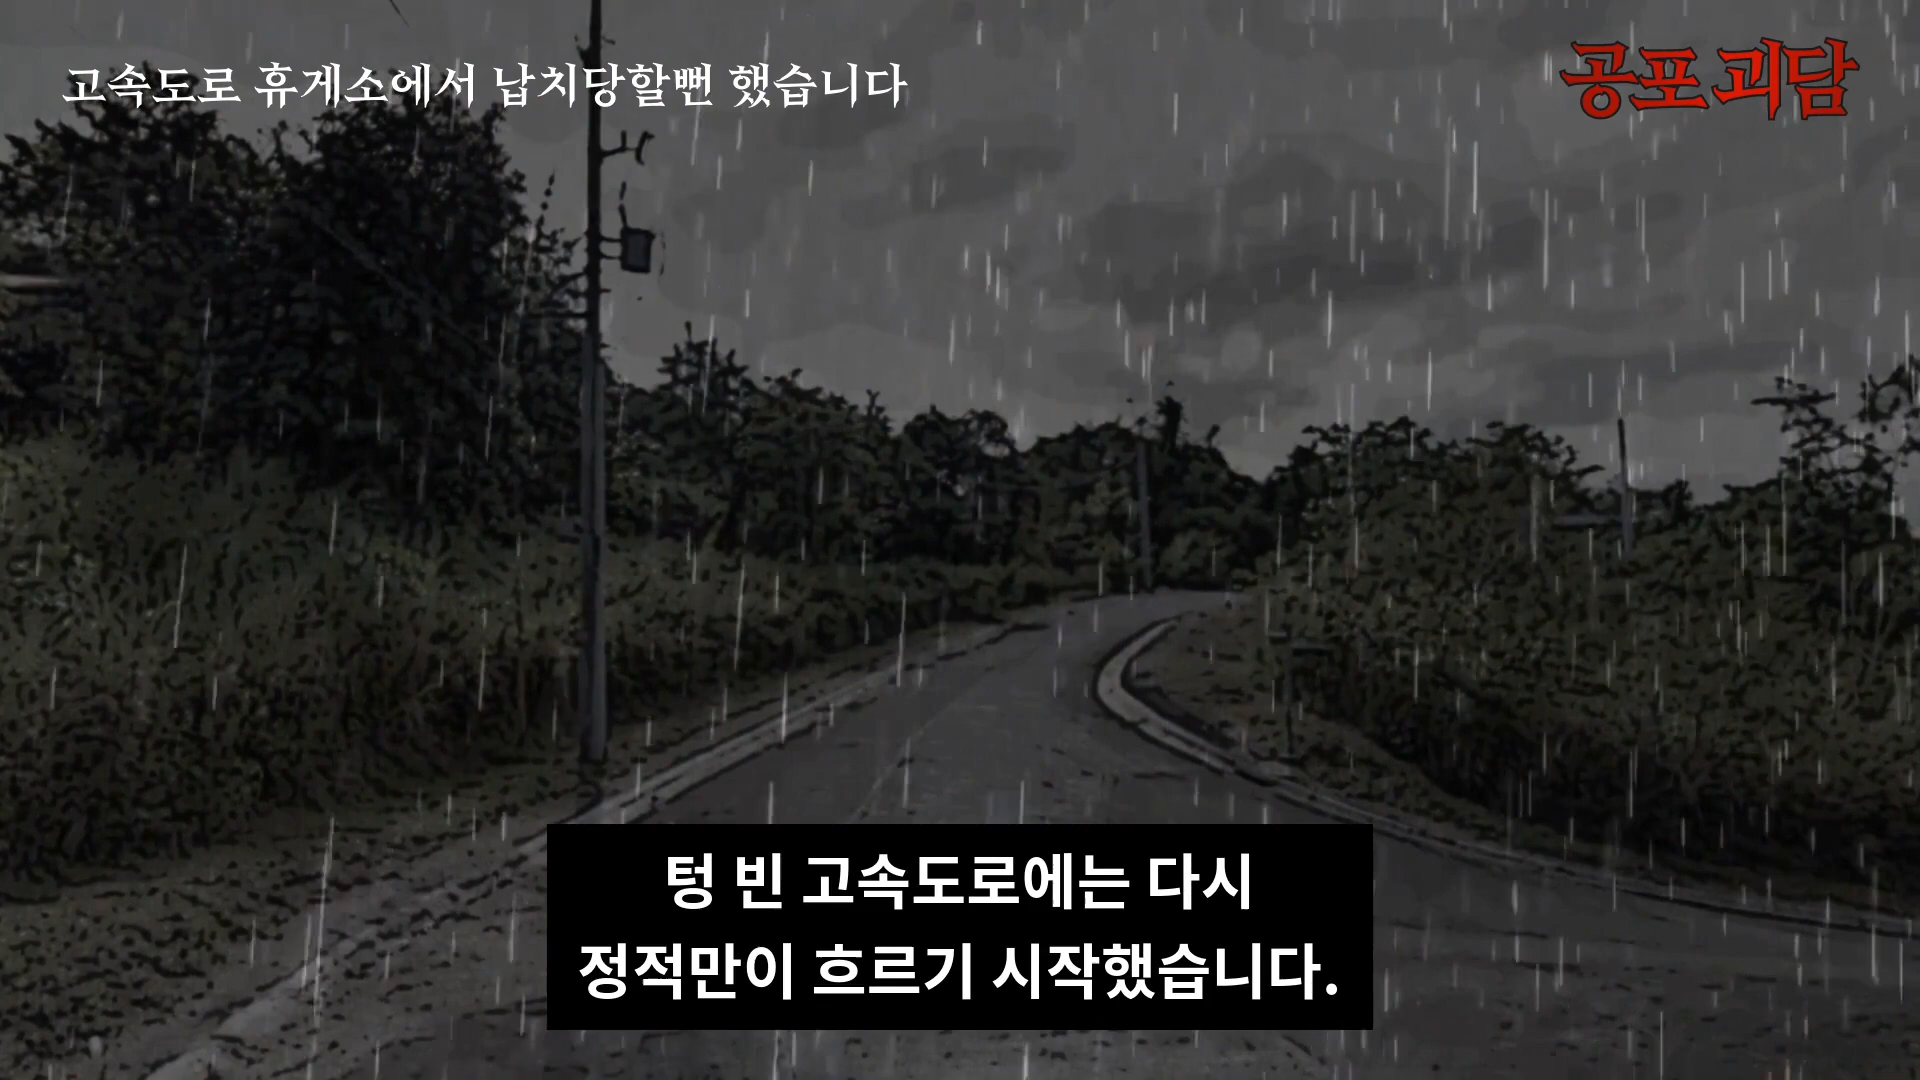 고속도로 휴게소에서 납치당할뻔 했습니다
공포 괴담
텅 빈 고속도로에는 다시
정적만이 흐르기 시작했습니다.